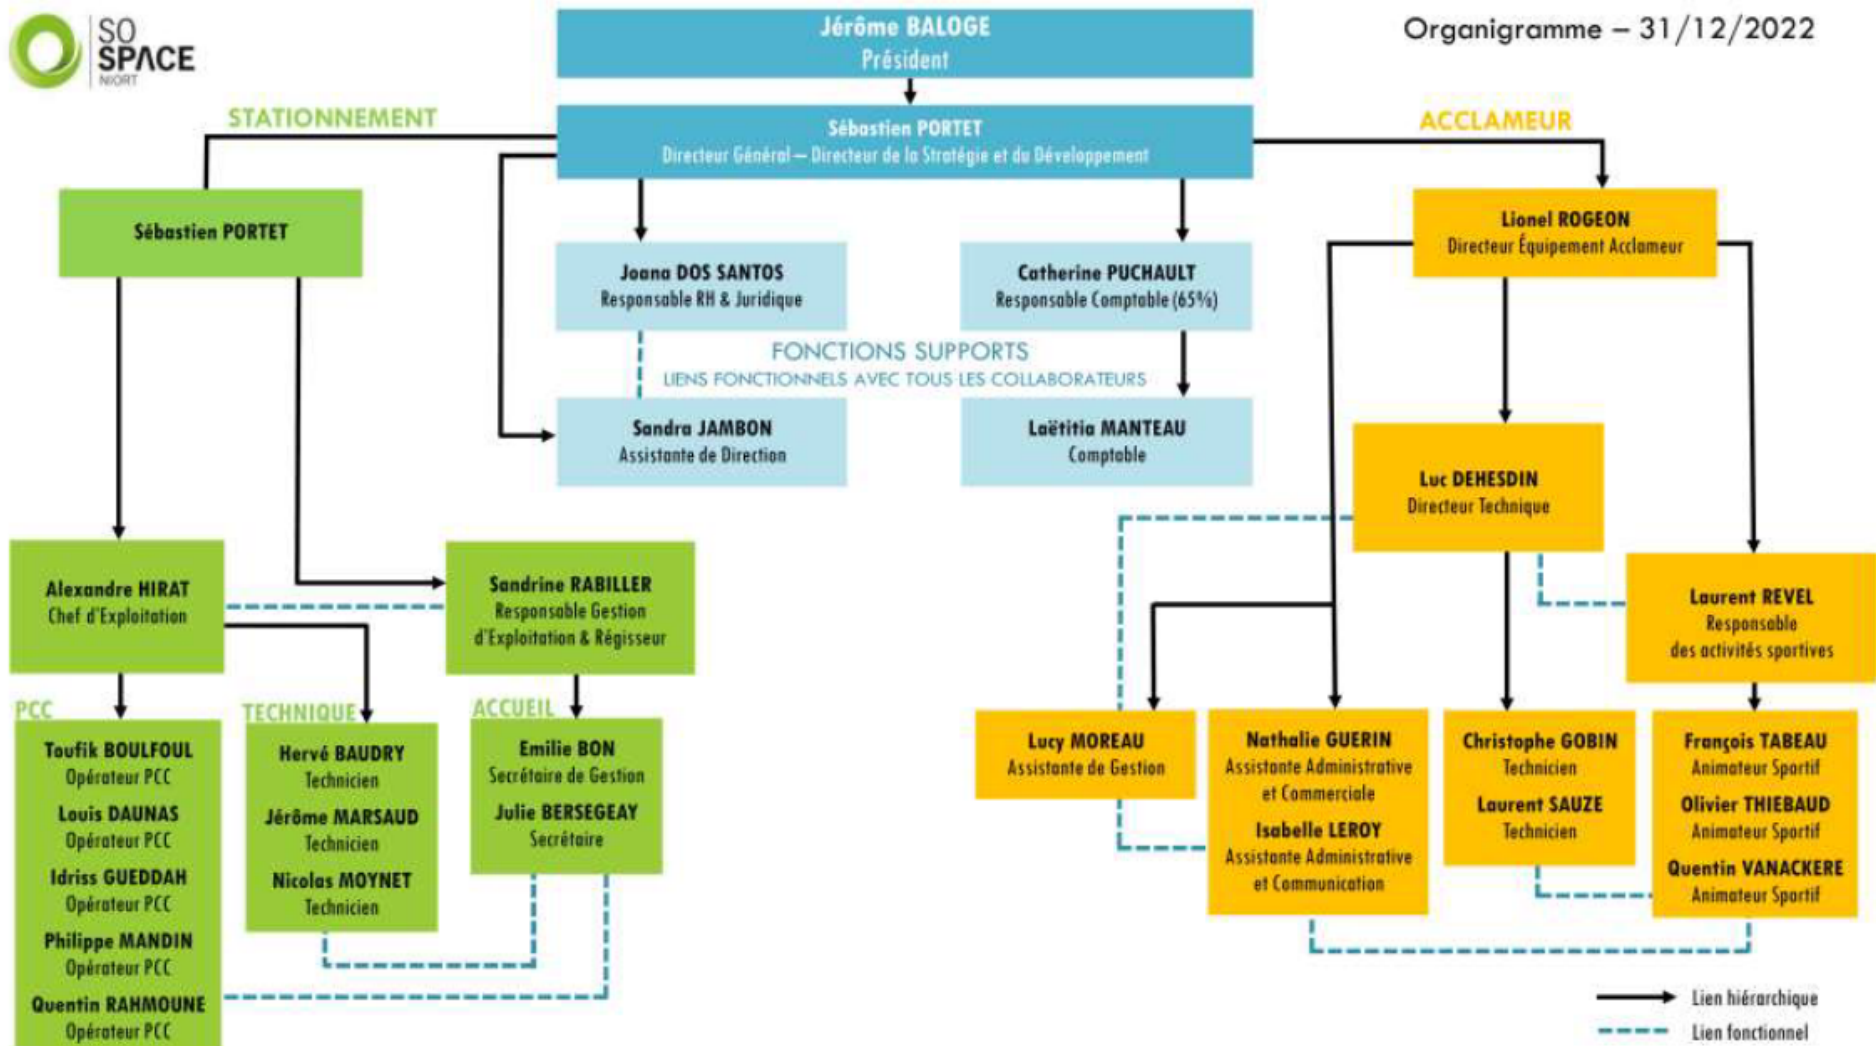 SO
SPACE
NIORT
Jérôme BALOGE
Président
Organigramme – 31/12/2022
STATIONNEMENT
Sébastien PORTET
Directeur Général – Directeur de la Stratégie et du Développement
ACCLAMEUR
Sébastien PORTET
Lionel ROGEON
Directeur Équipement Acclameur
Joana DOS SANTOS
Responsable RH & Juridique
Catherine PUCHAULT
Responsable Comptable (65%)
FONCTIONS SUPPORTS
LIENS FONCTIONNELS AVEC TOUS LES COLLABORATEURS
Sandra JAMBON
Assistante de Direction
Laëtitia MANTEAU
Comptable
Luc DEHESDIN
Directeur Technique
Alexandre HIRAT
Chef d'Exploitation
Sandrine RABILLER
Responsable Gestion
d'Exploitation & Régisseur
Laurent REVEL
Responsable
des activités sportives
PCC
Toufik BOULFOUL
Opérateur PCC
Louis DAUNAS
Opérateur PCC
Idriss GUEDDAH
Opérateur PCC
Philippe MANDIN
Opérateur PCC
Quentin RAHMOUNE
Opérateur PCC
TECHNIQUE
Hervé BAUDRY
Technicien
Jérôme MARSAUD
Technicien
Nicolas MOYNET
Technicien
ACCUEIL
Emilie BON
Secrétaire de Gestion
Julie BERSEGEAY
Secrétaire
Lucy MOREAU
Assistante de Gestion
Nathalie GUERIN
Assistante Administrative
et Commerciale
Isabelle LEROY
Assistante Administrative
et Communication
Christophe GOBIN
Technicien
Laurent SAUZE
Technicien
François TABEAU
Animateur Sportif
Olivier THIEBAUD
Animateur Sportif
Quentin VANACKERE
Animateur Sportif
Lien hiérarchique
Lien fonctionnel